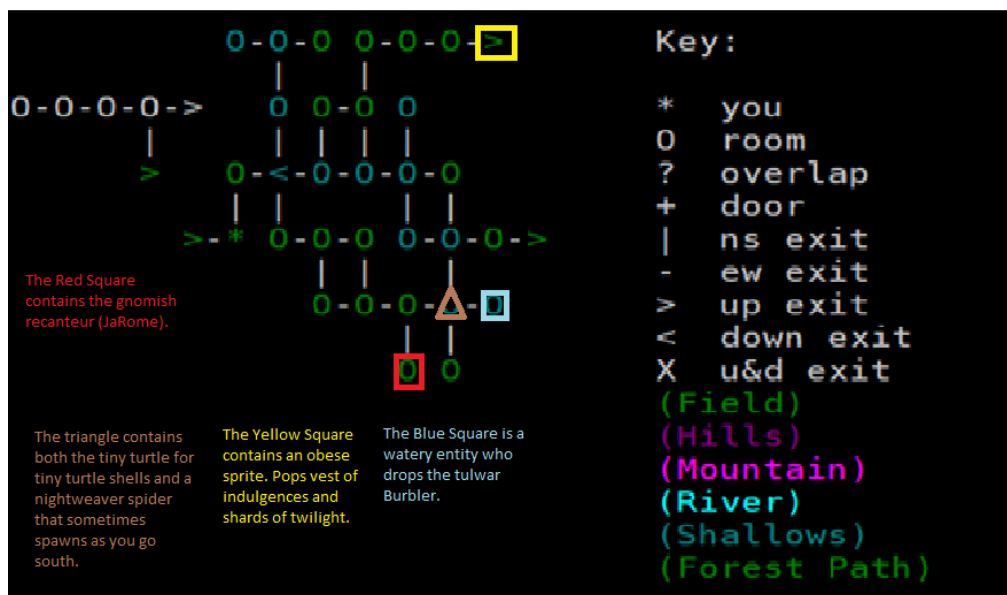 O-O-O O-O-O->
| |
O-O-O-O-> O O-O O
| | | | |
> O-<-O-O-O-O
| | | |
>-* O-O-O O-O-O->
| | |
O-O-O-O-O
| |
O O
Key:
* you
O room
? overlap
+ door
| ns exit
- ew exit
> up exit
< down exit
X u&d exit
(Field)
(Hills)
(Mountain)
(River)
(Shallows)
(Forest Path)
The Red Square
contains the gnomish
recanteur (JaRome).
The triangle contains
both the tiny turtle for
tiny turtle shells and a
nightweaver spider
that sometimes
spawns as you go
south.
The Yellow Square
contains an obese
sprite. Pops vest of
indulgences and
shards of twilight.
The Blue Square is a
watery entity who
drops the tulwar
Burbler.